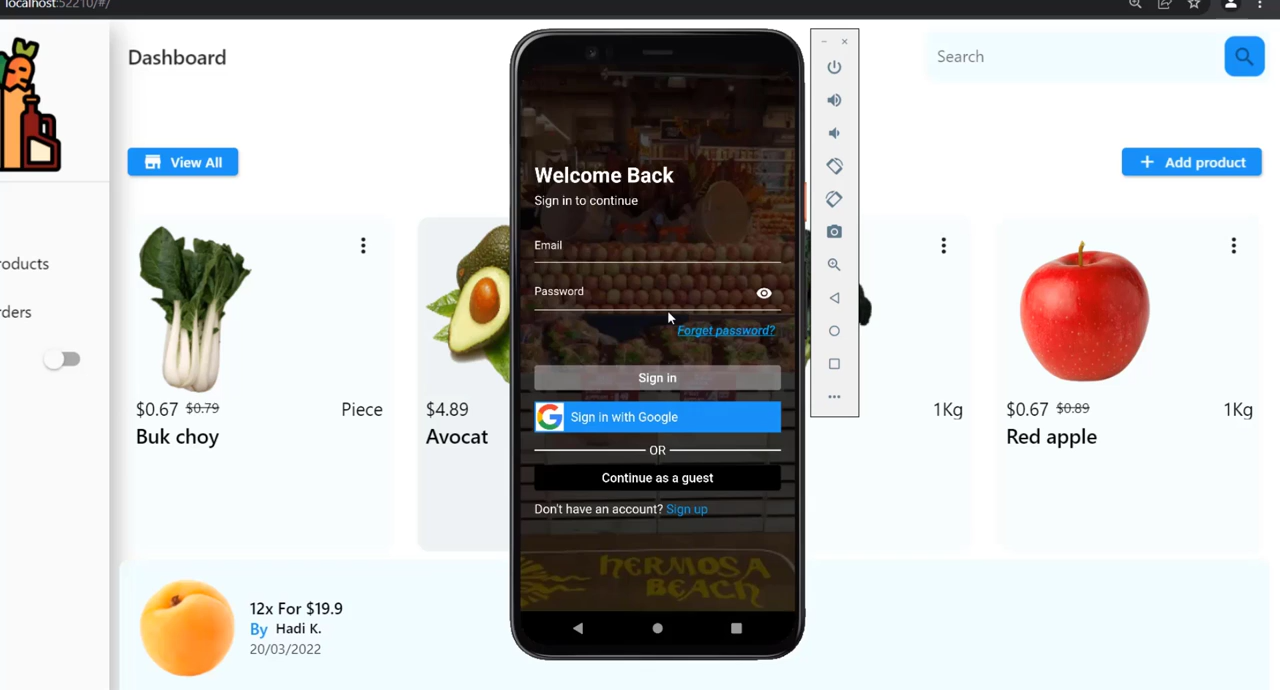 localhost:52210/#/
Dashboard
Search
View All
Add product
roducts
rders
$0.67 $0.79 Piece
Buk choy
$4.89
Avocat
1Kg
$0.67 $0.89 1Kg
Red apple
12x For $19.9
By Hadi K.
20/03/2022
Welcome Back
Sign in to continue
Email
Password
Forget password?
Sign in
Sign in with Google
OR
Continue as a guest
Don't have an account? Sign up
HERMOSA
BEACH